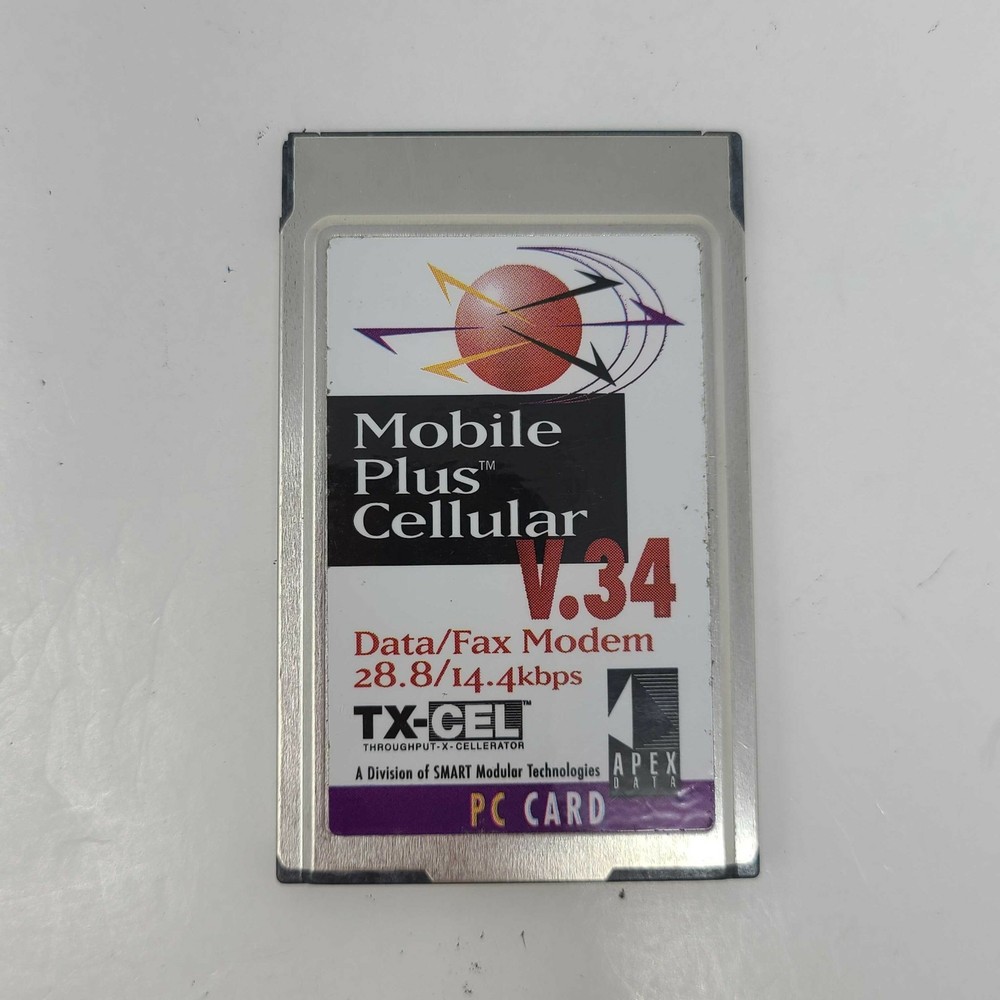 Mobile
Plus™
Cellular
V.34
Data/Fax Modem
28.8/14.4kbps
TX-CEL™
THROUGHPUT-X-CELLERATOR
A Division of SMART Modular Technologies
APEX
DATA
PC CARD